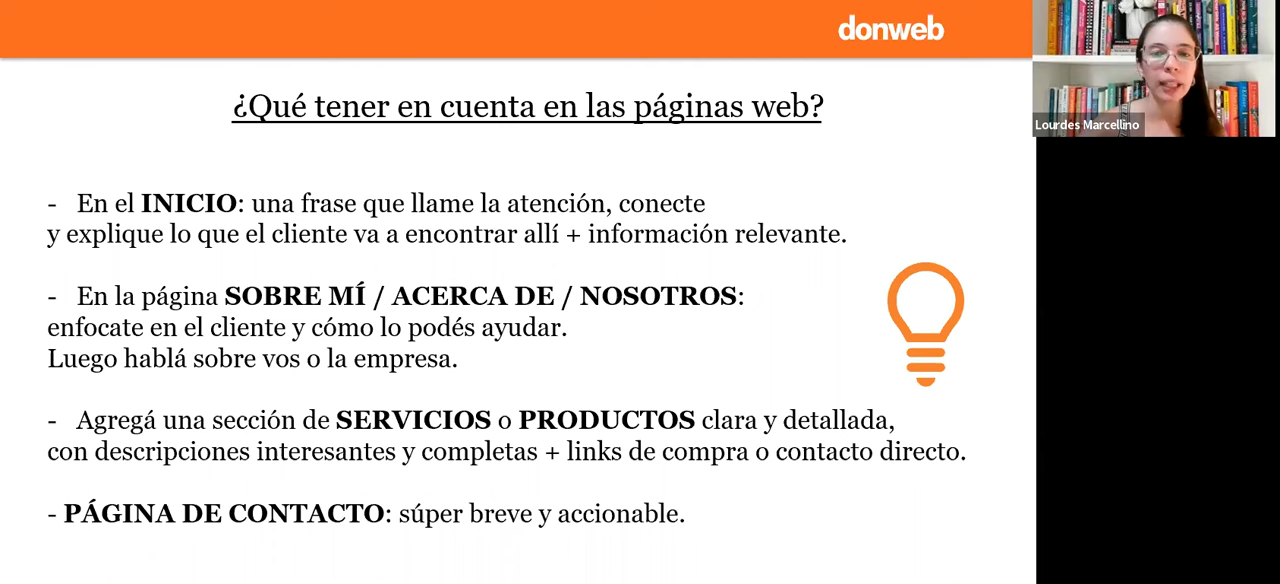 donweb
¿Qué tener en cuenta en las páginas web?
Lourdes Marcellino
- En el INICIO: una frase que llame la atención, conecte
y explique lo que el cliente va a encontrar allí + información relevante.
- En la página SOBRE MÍ / ACERCA DE / NOSOTROS:
enfocate en el cliente y cómo lo podés ayudar.
Luego hablá sobre vos o la empresa.
- Agregá una sección de SERVICIOS o PRODUCTOS clara y detallada,
con descripciones interesantes y completas + links de compra o contacto directo.
- PÁGINA DE CONTACTO: súper breve y accionable.